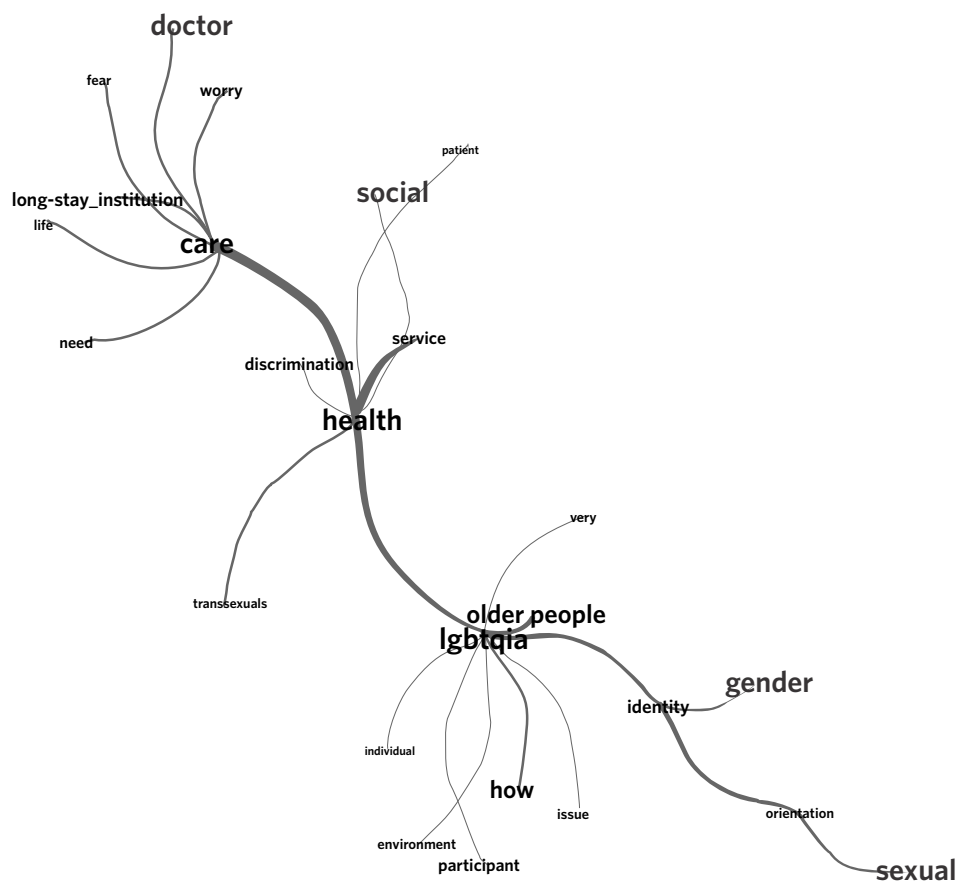 doctor
fear
worry
patient
social
long-stay_institution
life
care
service
need
discrimination
health
very
transsexuals
older people
lgbtqia
gender
identity
individual
how
issue
orientation
environment
participant
sexual